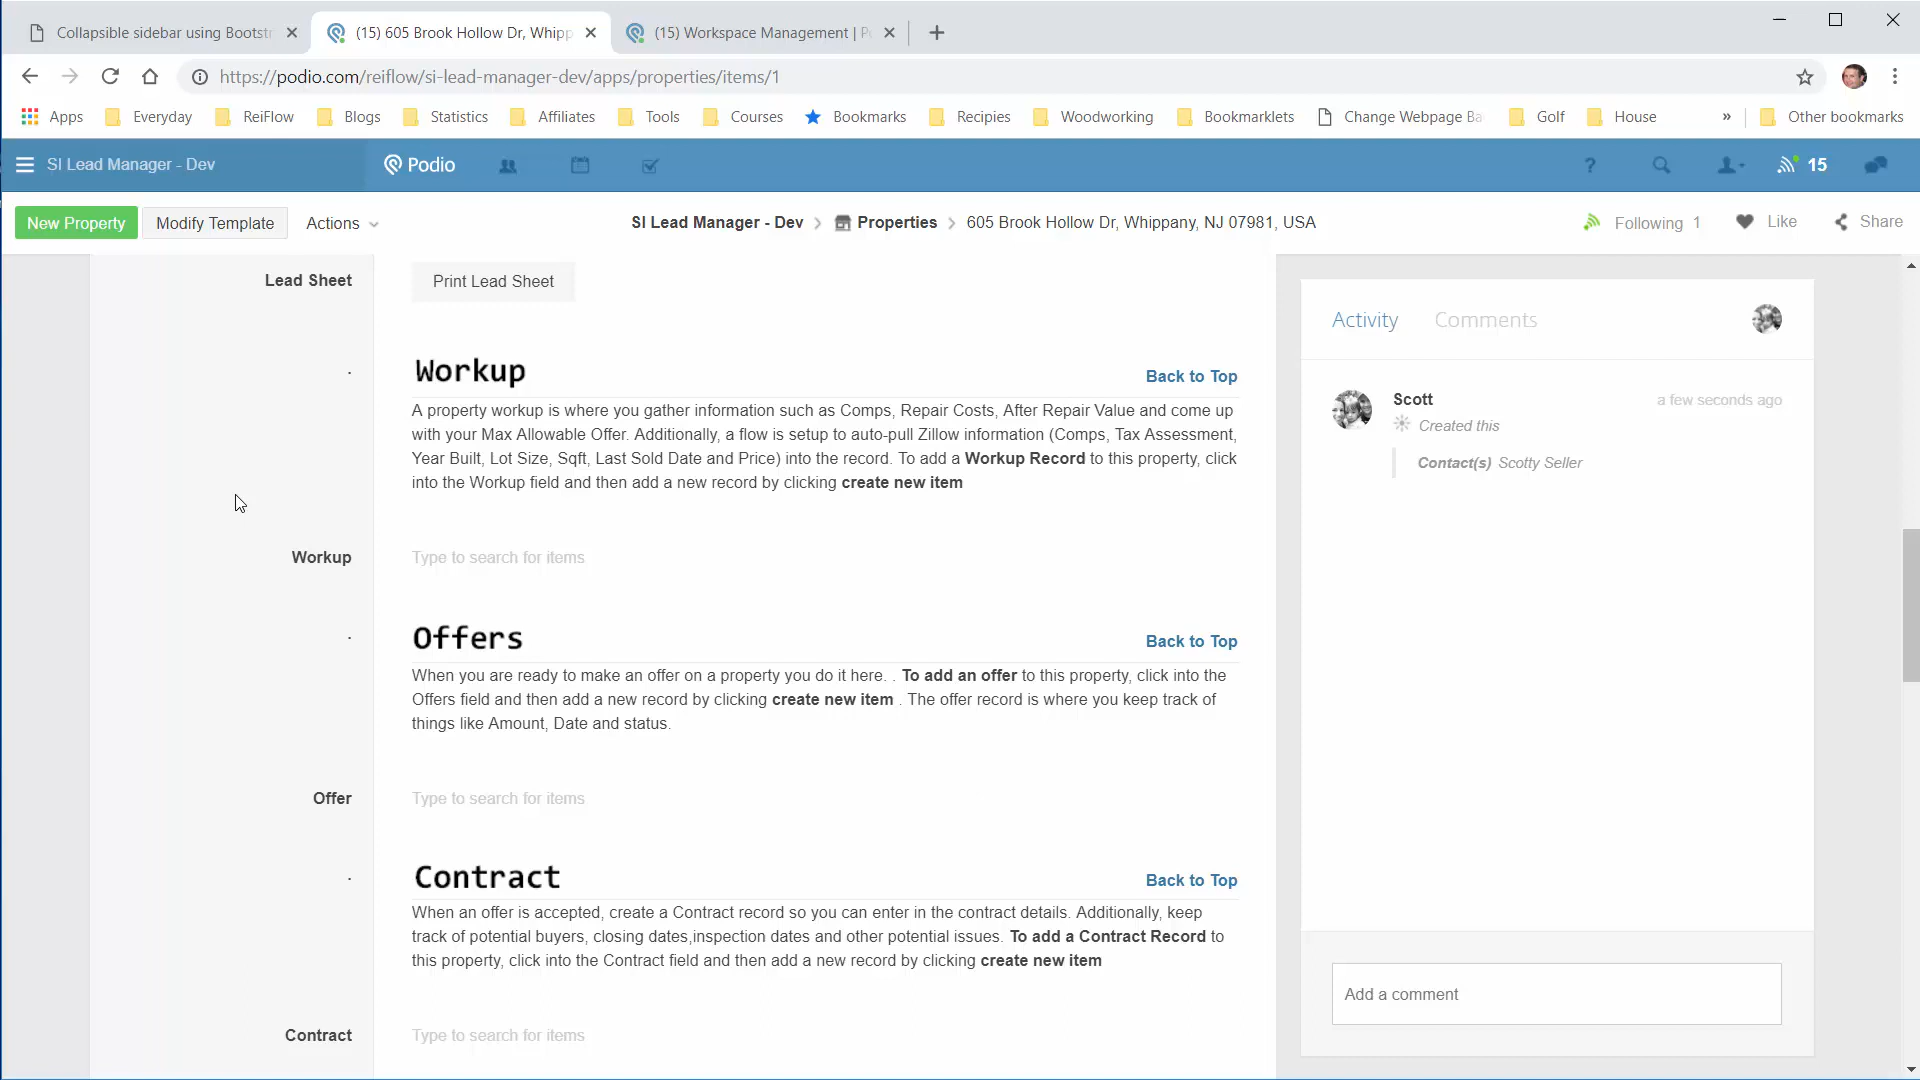 Collapsible sidebar using Bootst
(15) 605 Brook Hollow Dr, Whipp
(15) Workspace Management | P
https://podio.com/reiflow/si-lead-manager-dev/apps/properties/items/1
Apps
Everyday
ReiFlow
Blogs
Statistics
Affiliates
Tools
Courses
Bookmarks
Recipies
Woodworking
Bookmarklets
Change Webpage Ba
Golf
House
»
Other bookmarks
SI Lead Manager - Dev
Podio
?
15
New Property
Modify Template
Actions
SI Lead Manager - Dev
Properties
605 Brook Hollow Dr, Whippany, NJ 07981, USA
Following 1
Like
Share
Lead Sheet
Print Lead Sheet
.
Workup
Back to Top
A property workup is where you gather information such as Comps, Repair Costs, After Repair Value and come up
with your Max Allowable Offer. Additionally, a flow is setup to auto-pull Zillow information (Comps, Tax Assessment,
Year Built, Lot Size, Sqft, Last Sold Date and Price) into the record. To add a Workup Record to this property, click
into the Workup field and then add a new record by clicking create new item
Workup
Type to search for items
.
Offers
Back to Top
When you are ready to make an offer on a property you do it here. . To add an offer to this property, click into the
Offers field and then add a new record by clicking create new item . The offer record is where you keep track of
things like Amount, Date and status.
Offer
Type to search for items
.
Contract
Back to Top
When an offer is accepted, create a Contract record so you can enter in the contract details. Additionally, keep
track of potential buyers, closing dates,inspection dates and other potential issues. To add a Contract Record to
this property, click into the Contract field and then add a new record by clicking create new item
Contract
Type to search for items
Activity
Comments
Scott
a few seconds ago
Created this
Contact(s) Scotty Seller
Add a comment